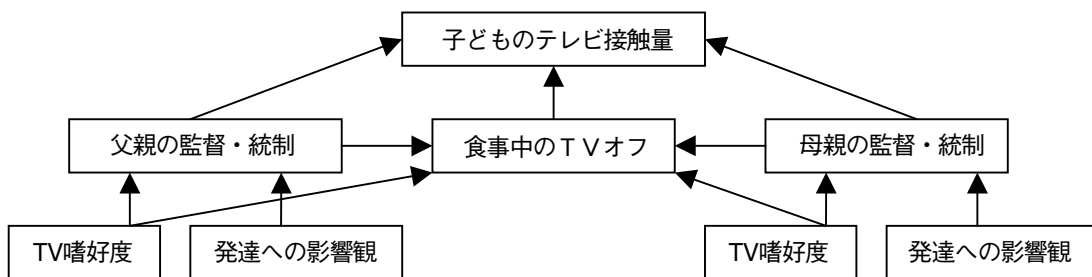 子どものテレビ接触量
父親の監督・統制
食事中のTVオフ
母親の監督・統制
TV嗜好度
発達への影響観
TV嗜好度
発達への影響観